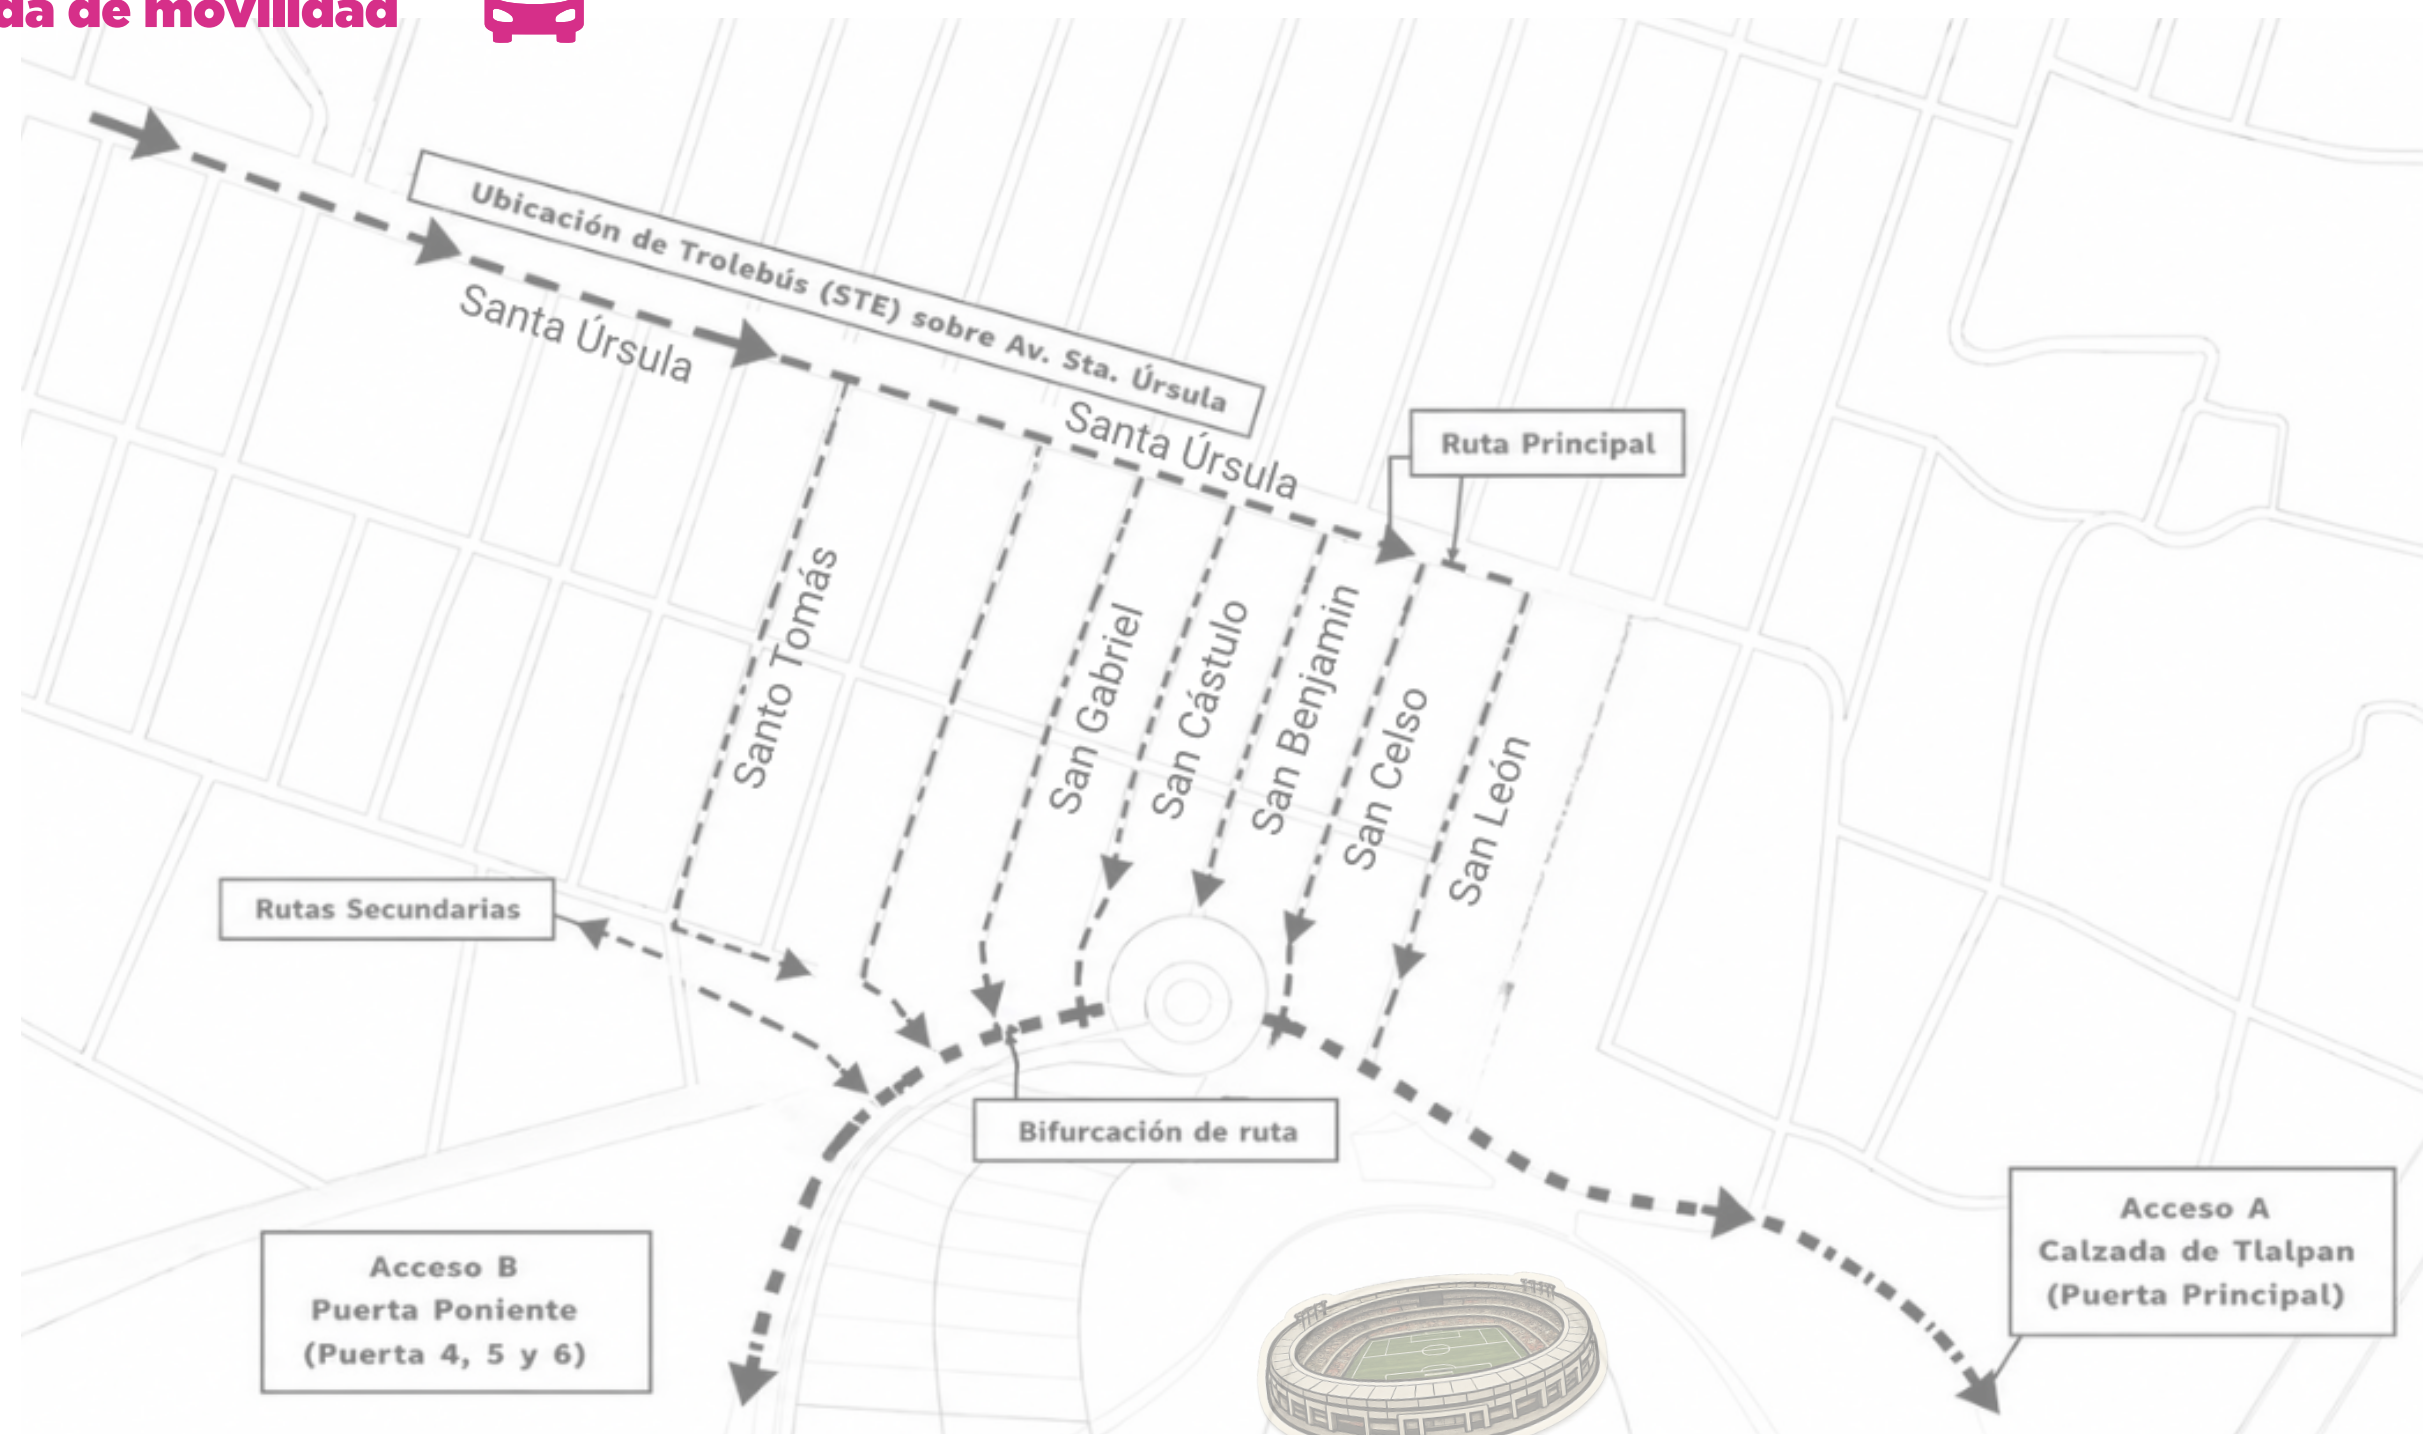 da de movilidad
Ubicación de Trolebús (STE) sobre Av. Sta. Úrsula
Santa Úrsula
Santa Úrsula
Ruta Principal
Santo Tomás
San Gabriel
San Cástulo
San Benjamin
San Celso
San León
Rutas Secundarias
Bifurcación de ruta
Acceso B
Puerta Poniente
(Puerta 4, 5 y 6)
Acceso A
Calzada de Tlalpan
(Puerta Principal)